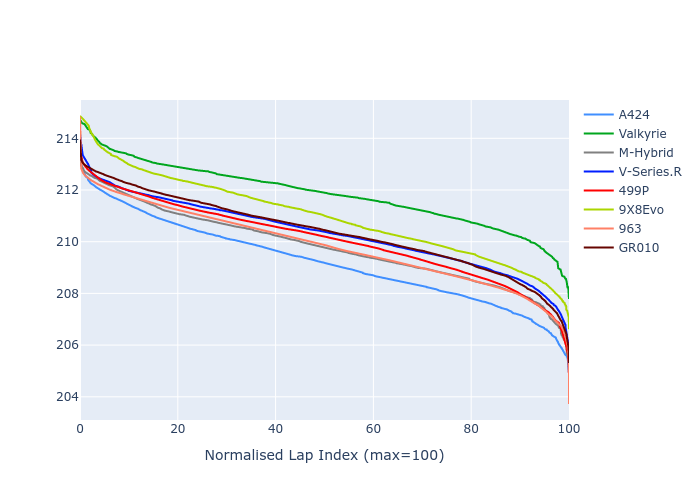 214
212
210
208
206
204
0
20
40
60
80
100
Normalised Lap Index (max=100)
A424
Valkyrie
M-Hybrid
V-Series.R
499P
9X8Evo
963
GR010